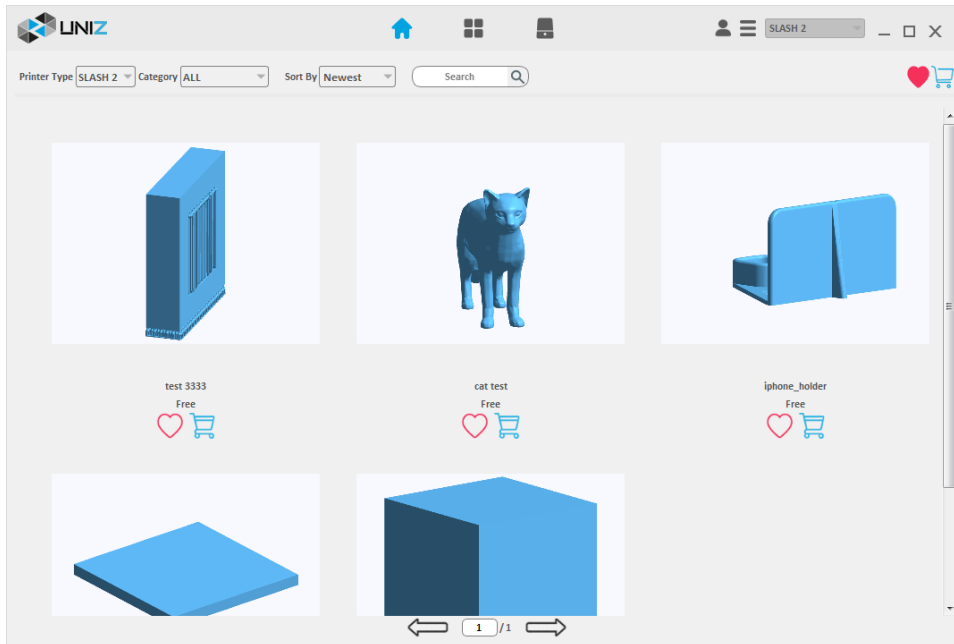 UNIZ
SLASH 2
Printer Type SLASH 2 Category ALL Sort By Newest Search
test 3333
Free
cat test
Free
iphone_holder
Free
1 /1